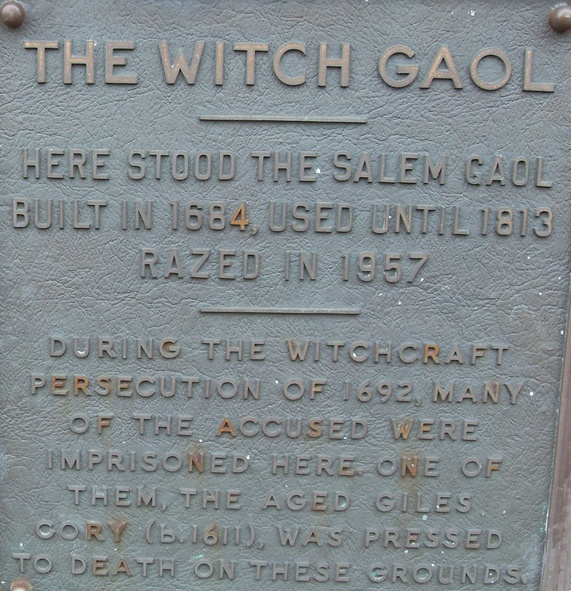 THE WITCH GAOL
HERE STOOD THE SALEM GAOL
BUILT IN 1684, USED UNTIL 1813
RAZED IN 1957
DURING THE WITCHCRAFT
PERSECUTION OF 1692, MANY
OF THE ACCUSED WERE
IMPRISONED HERE. ONE OF
THEM, THE AGED GILES
CORY (b.1611), WAS PRESSED
TO DEATH ON THESE GROUNDS.